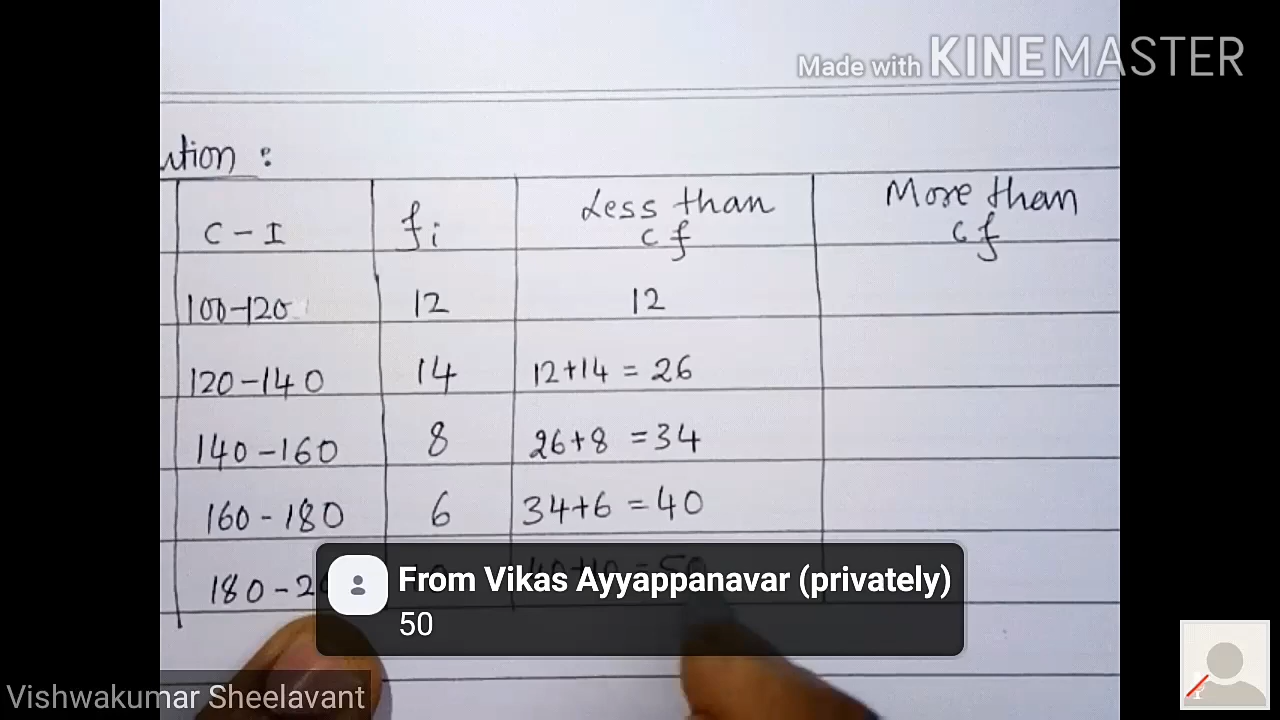 Made with KINEMASTER
ution :
C-I fi Less than cf More than cf
100-120 12 12
120-140 14 12+14 = 26
140-160 8 26+8 = 34
160-180 6 34+6 = 40
180-2
From Vikas Ayyappanavar (privately)
50
Vishwakumar Sheelavant